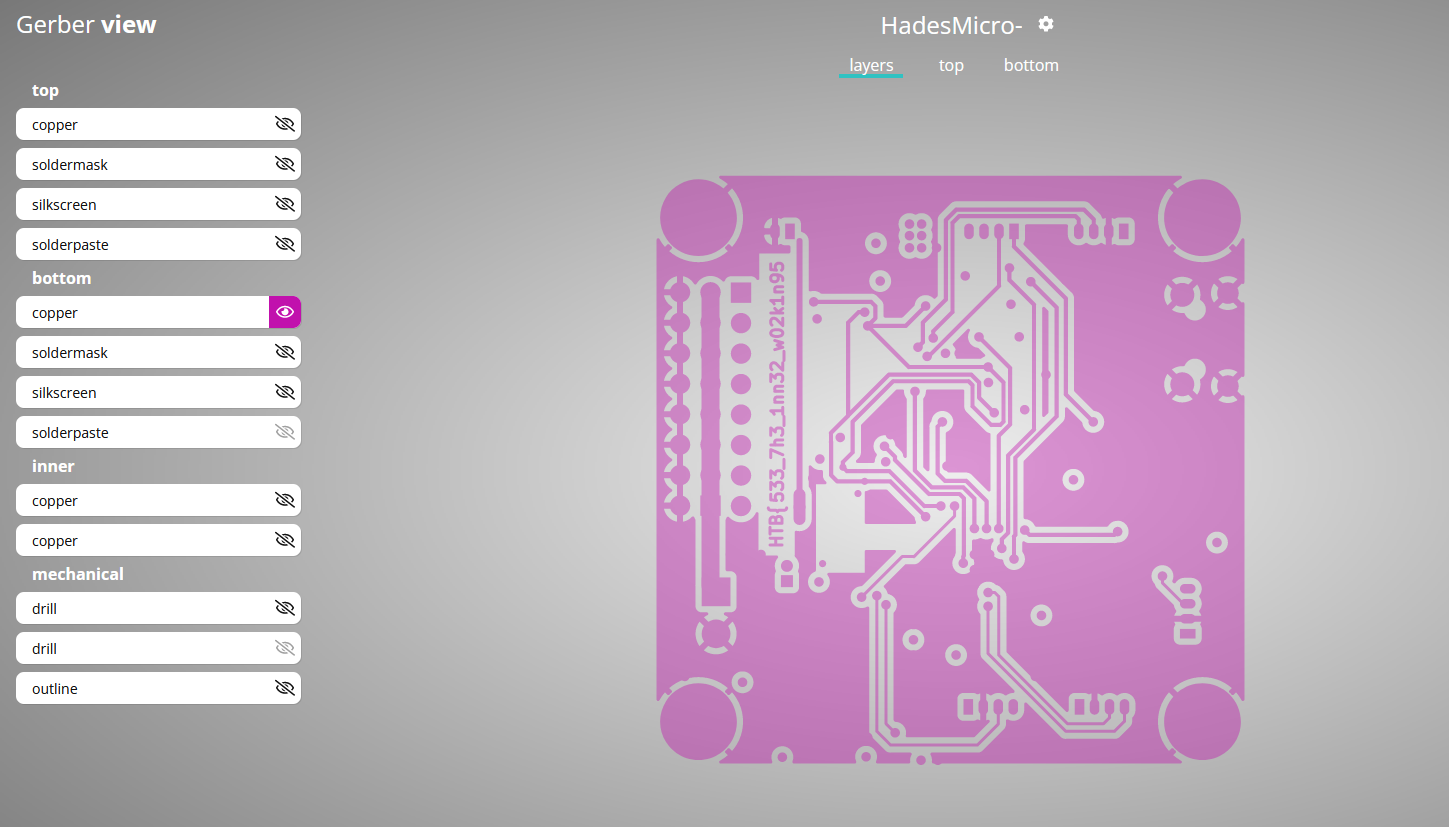 Gerber view
HadesMicro-
layers top bottom
top
copper
soldermask
silkscreen
solderpaste
bottom
copper
soldermask
silkscreen
solderpaste
inner
copper
copper
mechanical
drill
drill
outline
HTB{533_7h3_1nn32_w02k1n95